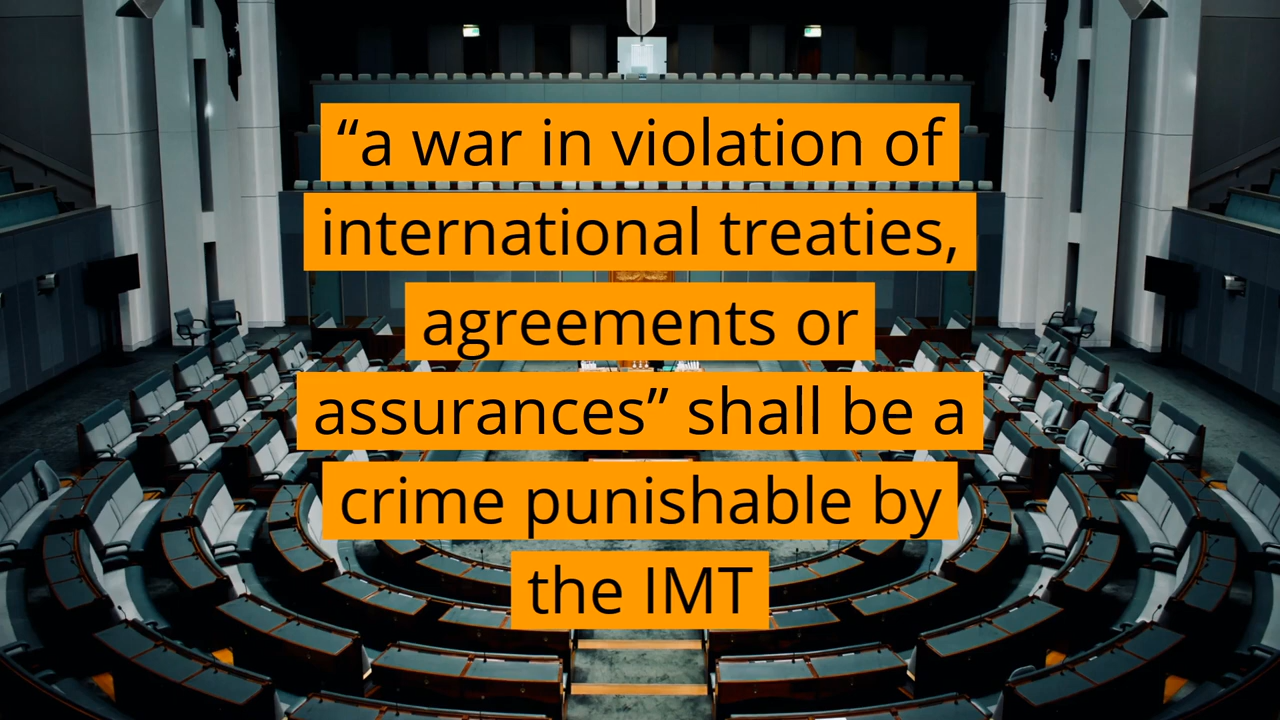 “a war in violation of
international treaties,
agreements or
assurances” shall be a
crime punishable by
the IMT